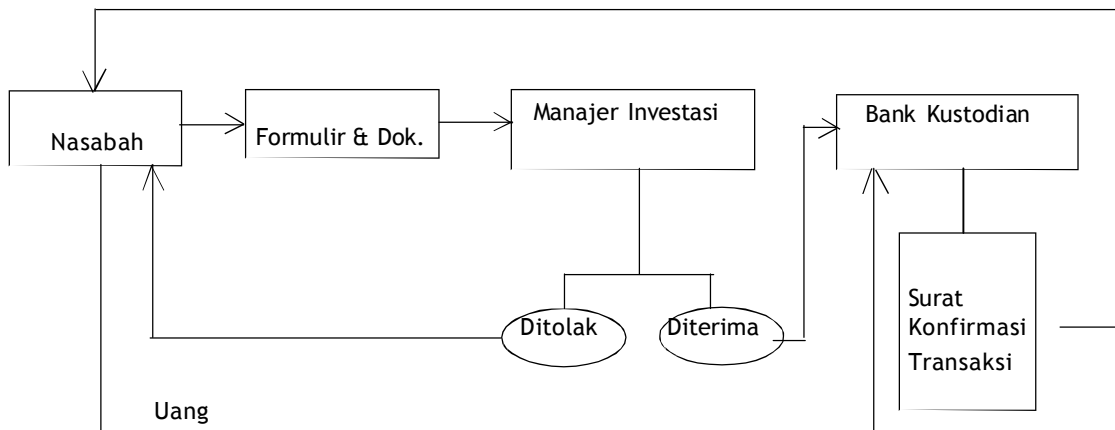 Nasabah
Formulir & Dok.
Manajer Investasi
Bank Kustodian
Ditolak
Diterima
Surat
Konfirmasi
Transaksi
Uang